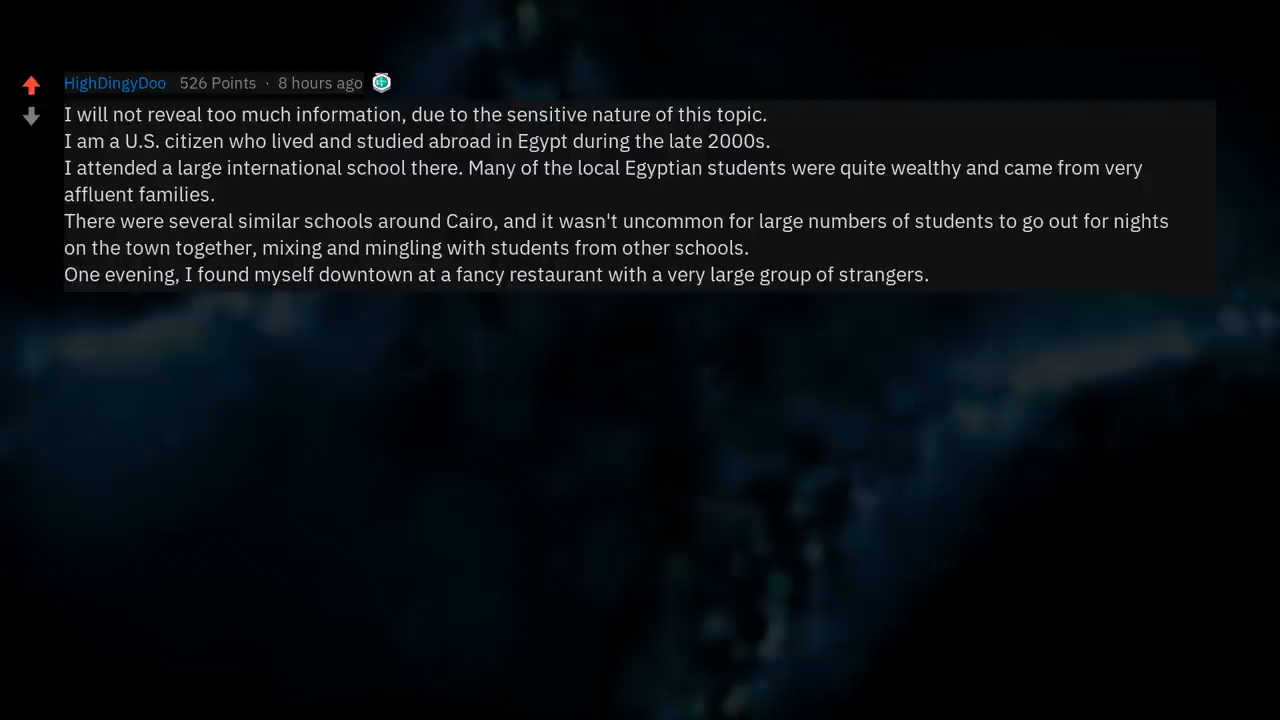 HighDingyDoo 526 Points · 8 hours ago
I will not reveal too much information, due to the sensitive nature of this topic.
I am a U.S. citizen who lived and studied abroad in Egypt during the late 2000s.
I attended a large international school there. Many of the local Egyptian students were quite wealthy and came from very
affluent families.
There were several similar schools around Cairo, and it wasn't uncommon for large numbers of students to go out for nights
on the town together, mixing and mingling with students from other schools.
One evening, I found myself downtown at a fancy restaurant with a very large group of strangers.